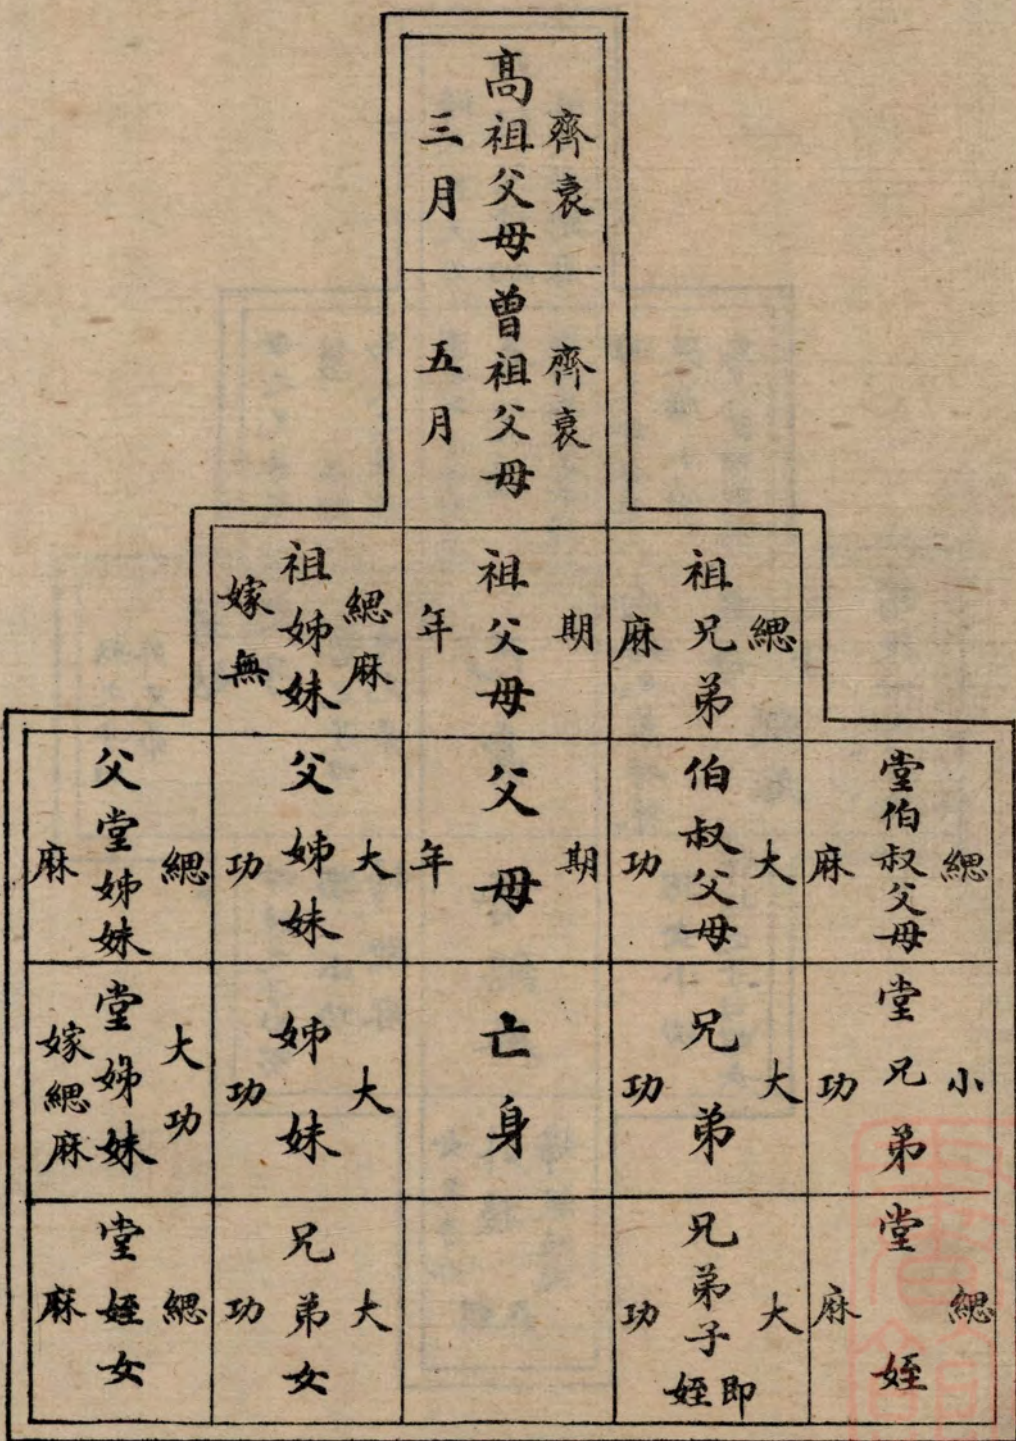 齊衰
高祖父母
三月
齊衰
曾祖父母
五月
緦
祖兄弟
麻
期
祖父母
年
緦麻
祖姊妹
嫁無
緦
堂伯叔父母
麻
大
伯叔父母
功
期
父母
年
大
父姊妹
功
緦
父堂姊妹
麻
小
堂兄弟
功
大
兄弟
功
亡身
大
姊妹
功
大功
堂姊妹
嫁緦麻
緦
堂姪
麻
大
兄弟子
即姪
功
大
兄弟女
功
緦
堂姪女
麻